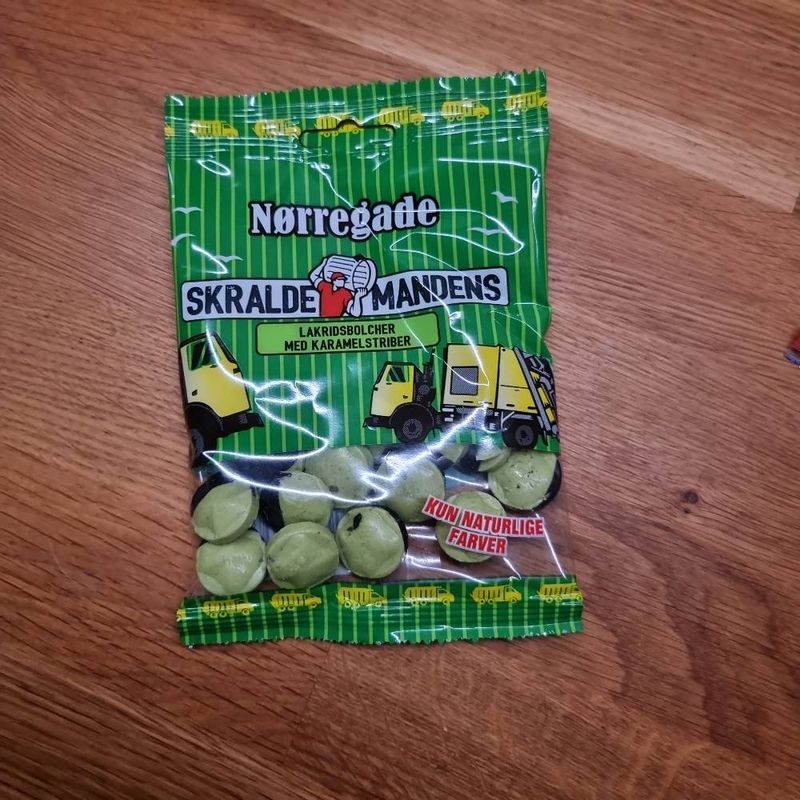 Nørregade
SKRALDE MANDENS
LAKRIDSBOLCHER
MED KARAMELSTRIBER
KUN NATURLIGE
FARVER